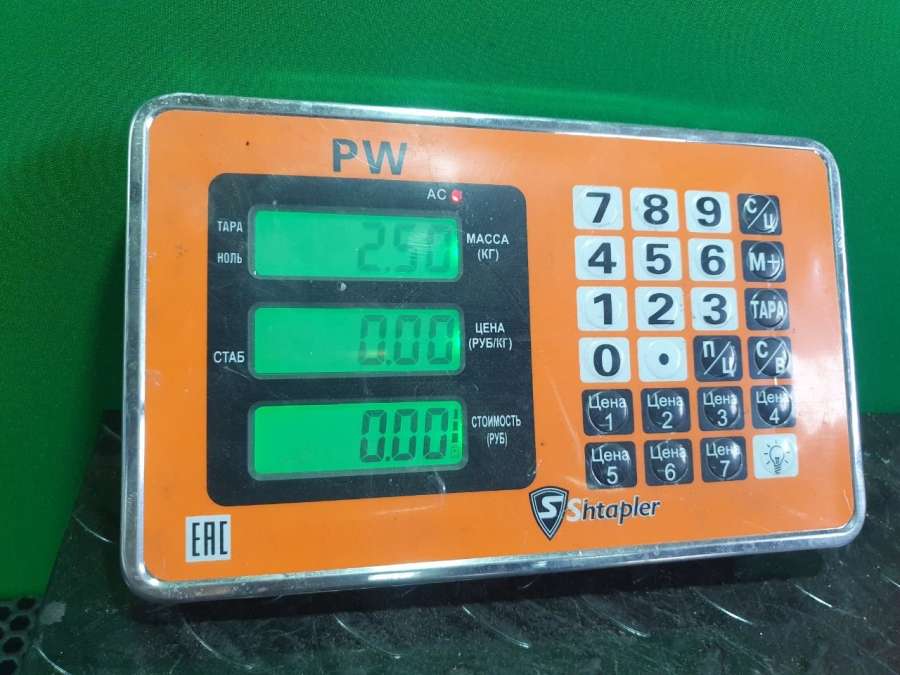 PW
AC
ТАРА
НОЛЬ
2.50
МАССА
(КГ)
СТАБ
0.00
ЦЕНА
(РУБ/КГ)
0.00
СТОИМОСТЬ
(РУБ)
7 8 9 С/Ц
4 5 6 М+
1 2 3 ТАРА
0 . П/Ц С/В
Цена 1 Цена 2 Цена 3 Цена 4
Цена 5 Цена 6 Цена 7
S Shtapler
EAC